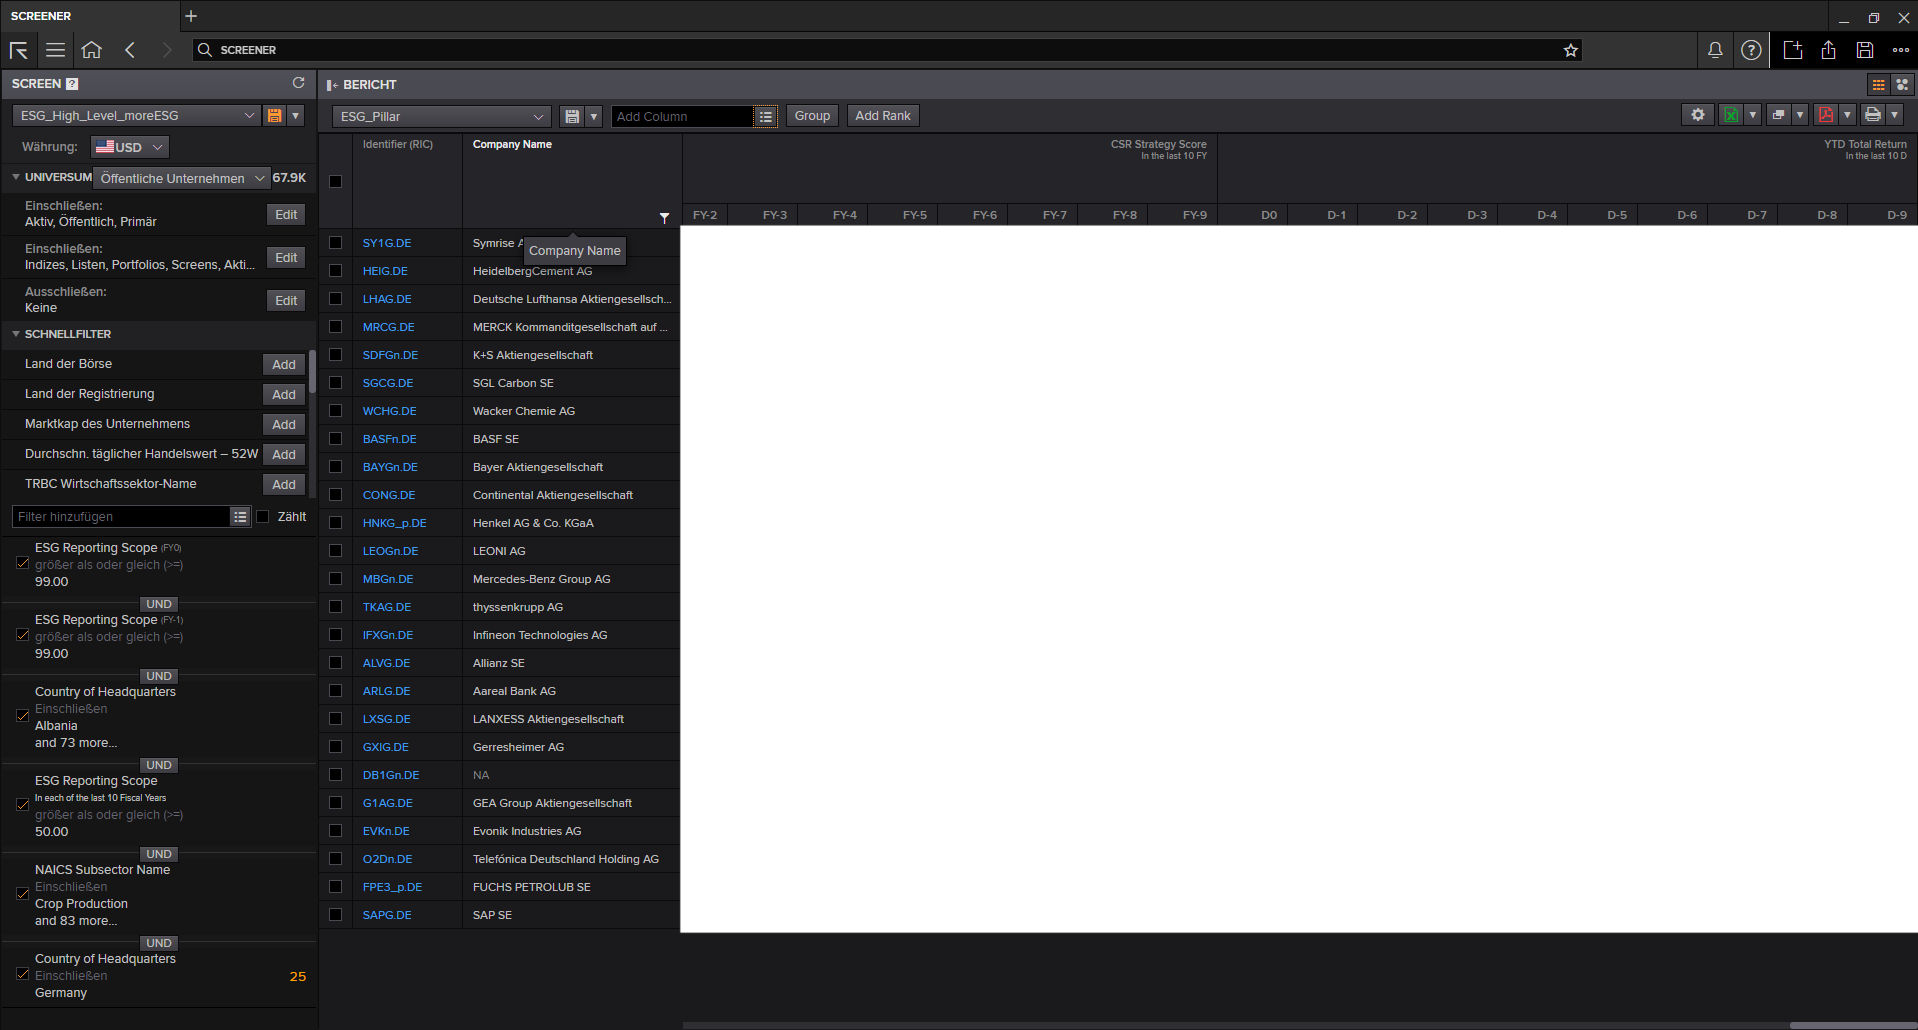 SCREENER
SCREENER
SCREEN ?
ESG_High_Level_moreESG
Währung: USD
UNIVERSUM Öffentliche Unternehmen 67.9K
Einschließen:
Aktiv, Öffentlich, Primär
Edit
Einschließen:
Indizes, Listen, Portfolios, Screens, Akti...
Edit
Ausschließen:
Keine
Edit
SCHNELLFILTER
Land der Börse Add
Land der Registrierung Add
Marktkap des Unternehmens Add
Durchschn. täglicher Handelswert – 52W Add
TRBC Wirtschaftssektor-Name Add
Filter hinzufügen Zählt
ESG Reporting Scope (FY0)
größer als oder gleich (>=)
99.00
UND
ESG Reporting Scope (FY-1)
größer als oder gleich (>=)
99.00
UND
Country of Headquarters
Einschließen
Albania
and 73 more...
UND
ESG Reporting Scope
In each of the last 10 Fiscal Years
größer als oder gleich (>=)
50.00
UND
NAICS Subsector Name
Einschließen
Crop Production
and 83 more...
UND
Country of Headquarters
Einschließen 25
Germany
BERICHT
ESG_Pillar Add Column Group Add Rank
Identifier (RIC) Company Name CSR Strategy Score YTD Total Return
In the last 10 FY In the last 10 D
FY-2 FY-3 FY-4 FY-5 FY-6 FY-7 FY-8 FY-9 D0 D-1 D-2 D-3 D-4 D-5 D-6 D-7 D-8 D-9
SY1G.DE Symrise A
Company Name
HEIG.DE HeidelbergCement AG
LHAG.DE Deutsche Lufthansa Aktiengesellsch...
MRCG.DE MERCK Kommanditgesellschaft auf ...
SDFGn.DE K+S Aktiengesellschaft
SGCG.DE SGL Carbon SE
WCHG.DE Wacker Chemie AG
BASFn.DE BASF SE
BAYGn.DE Bayer Aktiengesellschaft
CONG.DE Continental Aktiengesellschaft
HNKG_p.DE Henkel AG & Co. KGaA
LEOGn.DE LEONI AG
MBGn.DE Mercedes-Benz Group AG
TKAG.DE thyssenkrupp AG
IFXGn.DE Infineon Technologies AG
ALVG.DE Allianz SE
ARLG.DE Aareal Bank AG
LXSG.DE LANXESS Aktiengesellschaft
GXIG.DE Gerresheimer AG
DB1Gn.DE NA
G1AG.DE GEA Group Aktiengesellschaft
EVKn.DE Evonik Industries AG
O2Dn.DE Telefónica Deutschland Holding AG
FPE3_p.DE FUCHS PETROLUB SE
SAPG.DE SAP SE